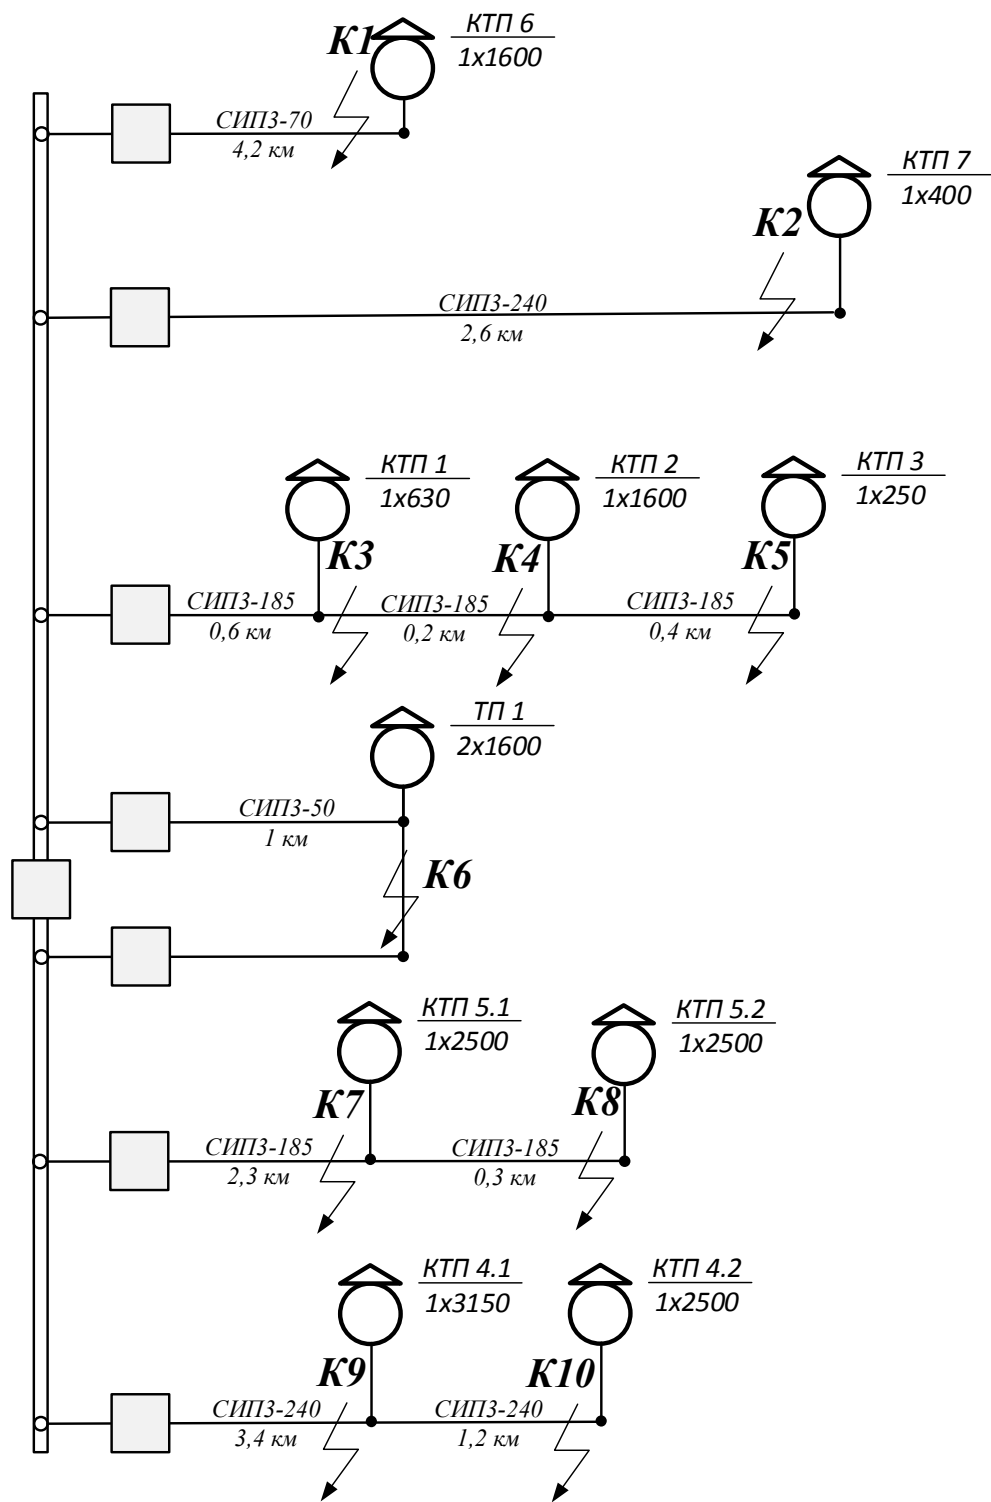 К1
КТП 6
1х1600
СИП3-70
4,2 км
КТП 7
1х400
К2
СИП3-240
2,6 км
КТП 1
1х630
КТП 2
1х1600
КТП 3
1х250
К3
К4
К5
СИП3-185
0,6 км
СИП3-185
0,2 км
СИП3-185
0,4 км
ТП 1
2х1600
СИП3-50
1 км
К6
КТП 5.1
1х2500
КТП 5.2
1х2500
К7
К8
СИП3-185
2,3 км
СИП3-185
0,3 км
КТП 4.1
1х3150
КТП 4.2
1х2500
К9
К10
СИП3-240
3,4 км
СИП3-240
1,2 км